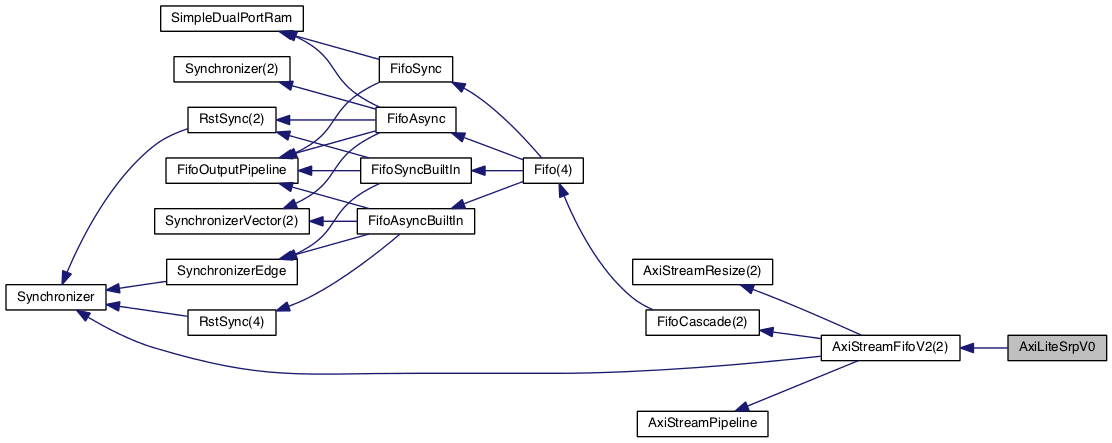 SimpleDualPortRam
Synchronizer(2)
FifoSync
RstSync(2)
FifoAsync
FifoOutputPipeline
FifoSyncBuiltIn
Fifo(4)
SynchronizerVector(2)
FifoAsyncBuiltIn
SynchronizerEdge
AxiStreamResize(2)
Synchronizer
RstSync(4)
FifoCascade(2)
AxiStreamFifoV2(2)
AxiLiteSrpV0
AxiStreamPipeline